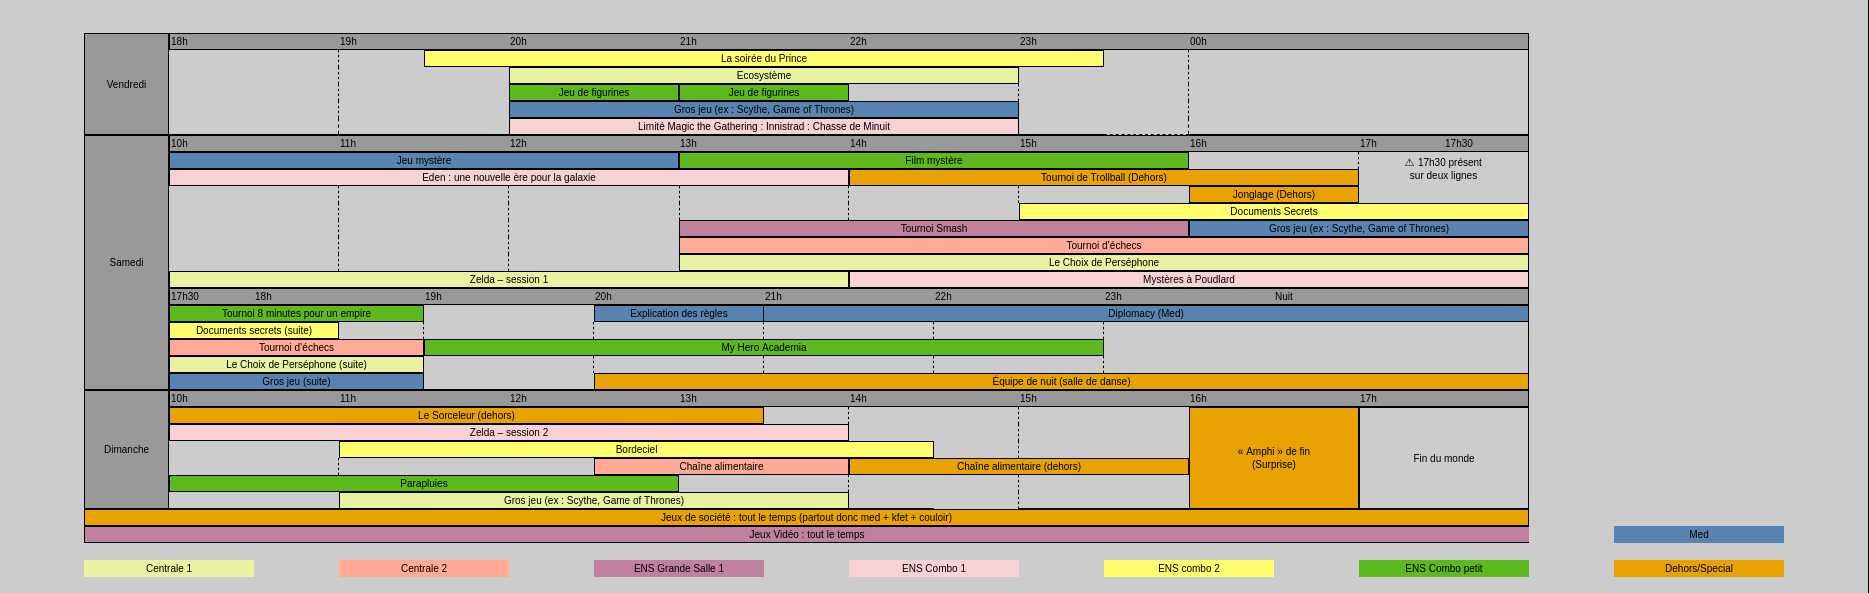 18h 19h 20h 21h 22h 23h 00h
Vendredi
La soirée du Prince
Ecosystème
Jeu de figurines Jeu de figurines
Gros jeu (ex : Scythe, Game of Thrones)
Limité Magic the Gathering : Innistrad : Chasse de Minuit
10h 11h 12h 13h 14h 15h 16h 17h 17h30
Samedi
Jeu mystère Film mystère
⚠ 17h30 présent
sur deux lignes
Eden : une nouvelle ère pour la galaxie Tournoi de Trollball (Dehors)
Jonglage (Dehors)
Documents Secrets
Tournoi Smash Gros jeu (ex : Scythe, Game of Thrones)
Tournoi d'échecs
Le Choix de Perséphone
Zelda – session 1 Mystères à Poudlard
17h30 18h 19h 20h 21h 22h 23h Nuit
Tournoi 8 minutes pour un empire Explication des règles Diplomacy (Med)
Documents secrets (suite)
Tournoi d'échecs My Hero Academia
Le Choix de Perséphone (suite)
Gros jeu (suite) Équipe de nuit (salle de danse)
10h 11h 12h 13h 14h 15h 16h 17h
Dimanche
Le Sorceleur (dehors)
Zelda – session 2
Bordeciel
« Amphi » de fin
(Surprise)
Fin du monde
Chaîne alimentaire Chaîne alimentaire (dehors)
Parapluies
Gros jeu (ex : Scythe, Game of Thrones)
Jeux de société : tout le temps (partout donc med + kfet + couloir)
Jeux Vidéo : tout le temps Med
Centrale 1 Centrale 2 ENS Grande Salle 1 ENS Combo 1 ENS combo 2 ENS Combo petit Dehors/Special